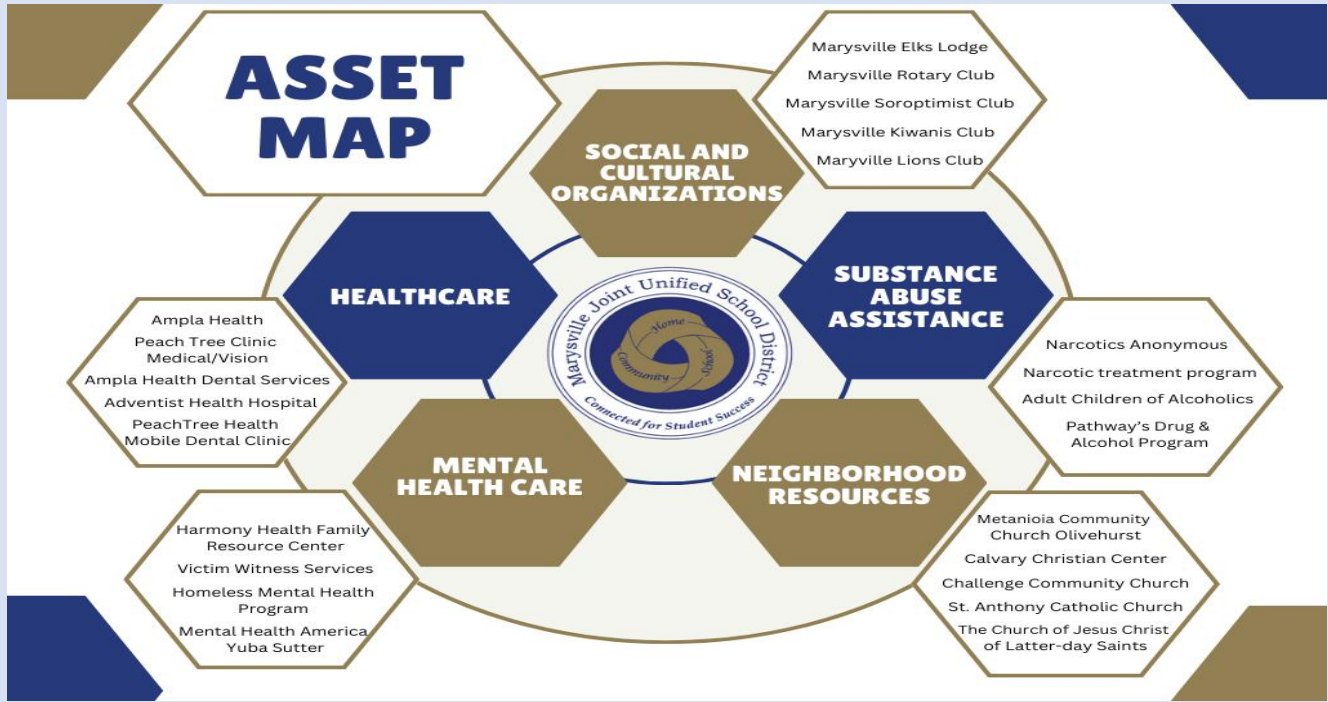 ASSET
MAP
SOCIAL AND
CULTURAL
ORGANIZATIONS
Marysville Elks Lodge
Marysville Rotary Club
Marysville Soroptimist Club
Marysville Kiwanis Club
Maryville Lions Club
HEALTHCARE
Ampla Health
Peach Tree Clinic
Medical/Vision
Ampla Health Dental Services
Adventist Health Hospital
PeachTree Health
Mobile Dental Clinic
SUBSTANCE
ABUSE
ASSISTANCE
Narcotics Anonymous
Narcotic treatment program
Adult Children of Alcoholics
Pathway’s Drug &
Alcohol Program
Marysville Joint Unified School District
Home
School
Community
Connected for Student Success
MENTAL
HEALTH CARE
Harmony Health Family
Resource Center
Victim Witness Services
Homeless Mental Health
Program
Mental Health America
Yuba Sutter
NEIGHBORHOOD
RESOURCES
Metanioia Community
Church Olivehurst
Calvary Christian Center
Challenge Community Church
St. Anthony Catholic Church
The Church of Jesus Christ
of Latter-day Saints